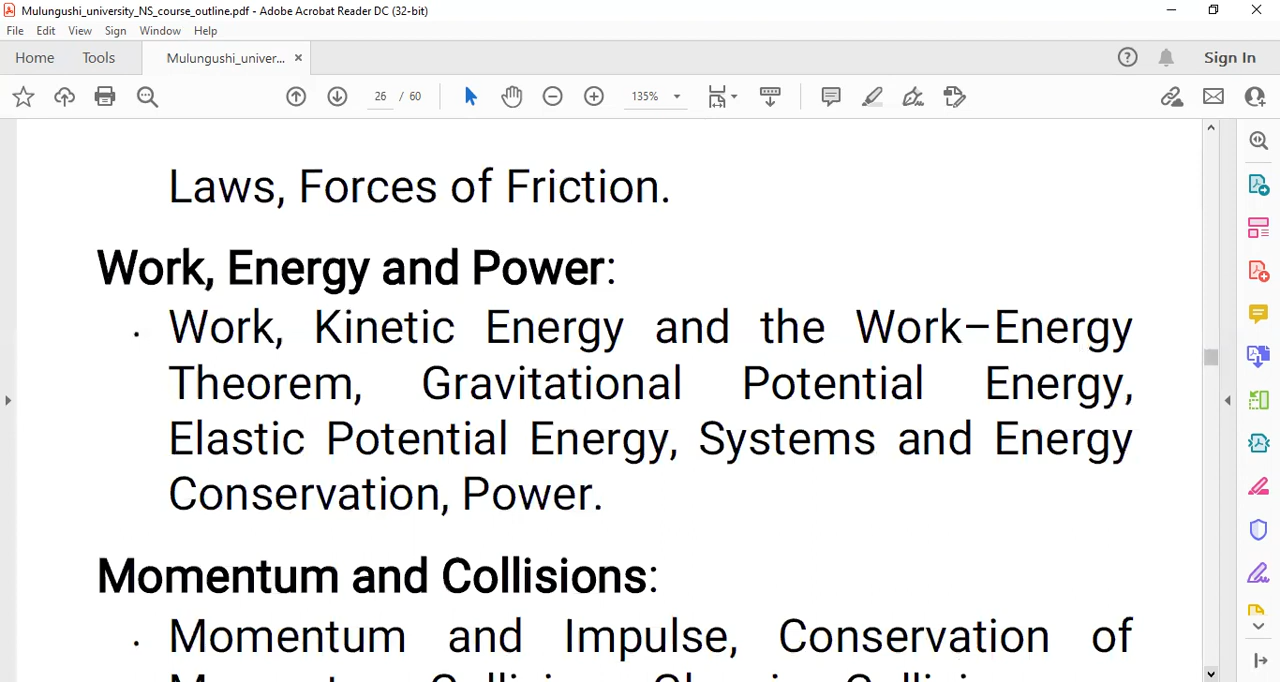 Mulungushi_university_NS_course_outline.pdf - Adobe Acrobat Reader DC (32-bit)
File Edit View Sign Window Help
Home Tools Mulungushi_univer... × Sign In
26 / 60 135%
Laws, Forces of Friction.
Work, Energy and Power:
· Work, Kinetic Energy and the Work–Energy
Theorem, Gravitational Potential Energy,
Elastic Potential Energy, Systems and Energy
Conservation, Power.
Momentum and Collisions:
· Momentum and Impulse, Conservation of